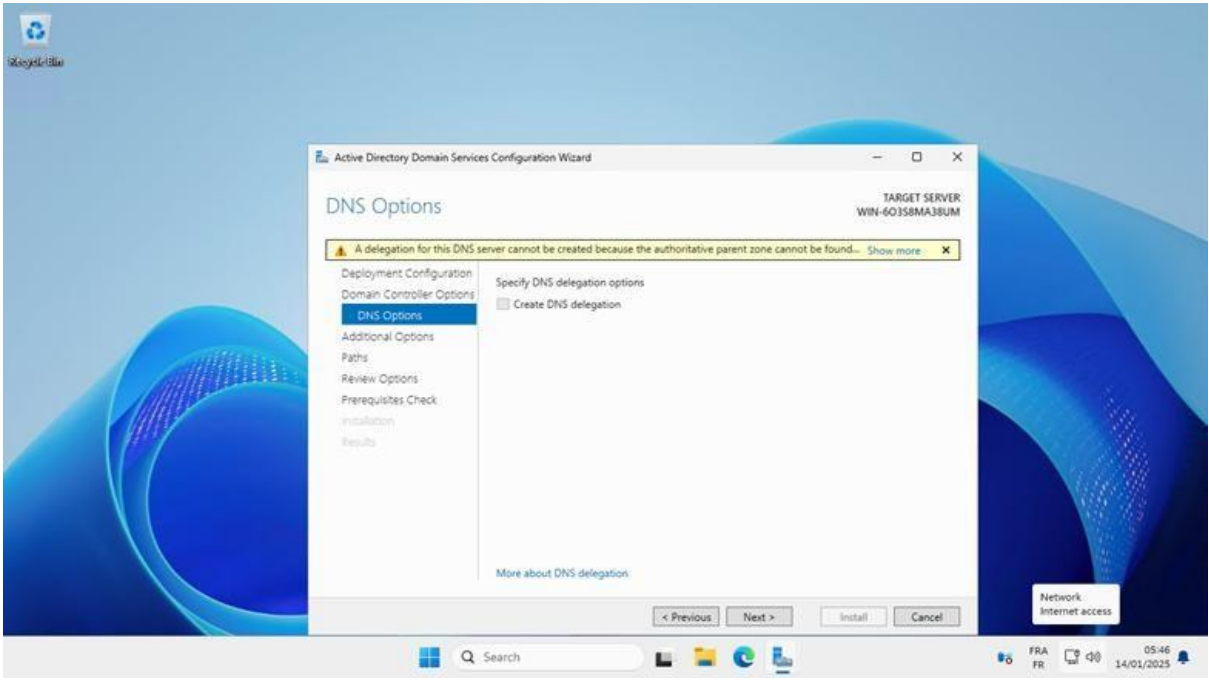 Recycle Bin
Active Directory Domain Services Configuration Wizard
DNS Options
TARGET SERVER
WIN-6O3S8MA38UM
A delegation for this DNS server cannot be created because the authoritative parent zone cannot be found... Show more
Deployment Configuration
Domain Controller Options
DNS Options
Additional Options
Paths
Review Options
Prerequisites Check
Installation
Results
Specify DNS delegation options
Create DNS delegation
More about DNS delegation
< Previous
Next >
Install
Cancel
Network
Internet access
Search
FRA
FR
05:46
14/01/2025